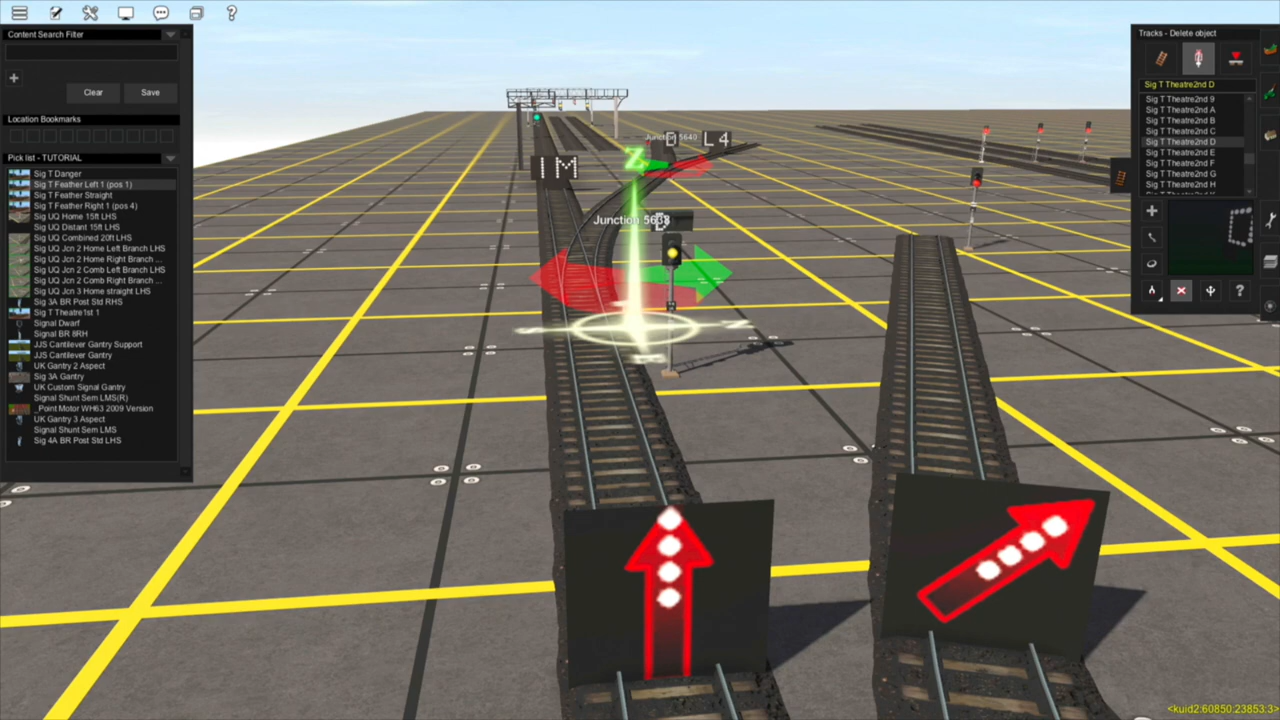 Content Search Filter
Clear
Save
Location Bookmarks
Pick list - TUTORIAL
Sig T Danger
Sig T Feather Left 1 (pos 1)
Sig T Feather Straight
Sig T Feather Right 1 (pos 4)
Sig UQ Home 15ft LHS
Sig UQ Distant 15ft LHS
Sig UQ Combined 20ft LHS
Sig UQ Jcn 2 Home Left Branch LHS
Sig UQ Jcn 2 Home Right Branch ...
Sig UQ Jcn 2 Comb Left Branch LHS
Sig UQ Jcn 2 Comb Right Branch ...
Sig UQ Jcn 3 Home straight LHS
Sig 3A BR Post Std RHS
Sig T Theatre1st 1
Signal Dwarf
Signal BR 8RH
JJS Cantilever Gantry Support
JJS Cantilever Gantry
UK Gantry 2 Aspect
Sig 3A Gantry
UK Custom Signal Gantry
Signal Shunt Sem LMS(R)
_Point Motor WH63 2009 Version
UK Gantry 3 Aspect
Signal Shunt Sem LMS
Sig 4A BR Post Std LHS
Junction 5640
D L4
1M
Junction 5638
D
Tracks - Delete object
Sig T Theatre2nd D
Sig T Theatre2nd 9
Sig T Theatre2nd A
Sig T Theatre2nd B
Sig T Theatre2nd C
Sig T Theatre2nd D
Sig T Theatre2nd E
Sig T Theatre2nd F
Sig T Theatre2nd G
Sig T Theatre2nd H
<kuid2:60850:23853:3>